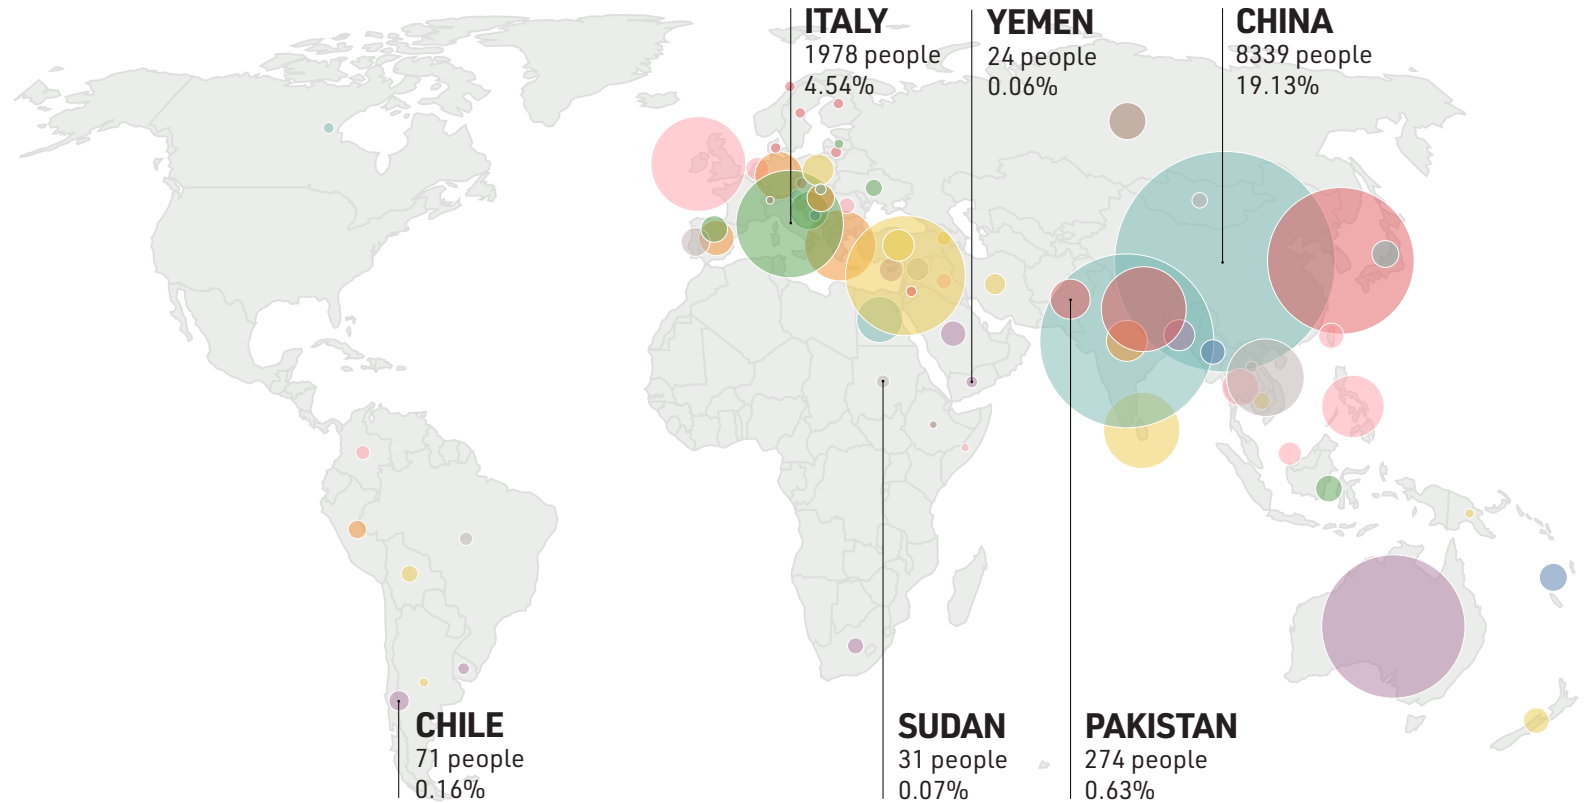 ITALY
1978 people
4.54%
YEMEN
24 people
0.06%
CHINA
8339 people
19.13%
CHILE
71 people
0.16%
SUDAN
31 people
0.07%
PAKISTAN
274 people
0.63%